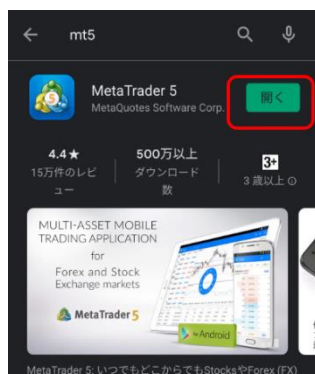 mt5
MetaTrader 5
MetaQuotes Software Corp.
開く
4.4★
15万件のレビ
ュー
500万以上
ダウンロード
数
3+
3 歳以上
MULTI-ASSET MOBILE
TRADING APPLICATION
for
Forex and Stock
Exchange markets
MetaTrader 5
for Android
MetaTrader 5: いつでもどこからでもStocksやForex (FX)